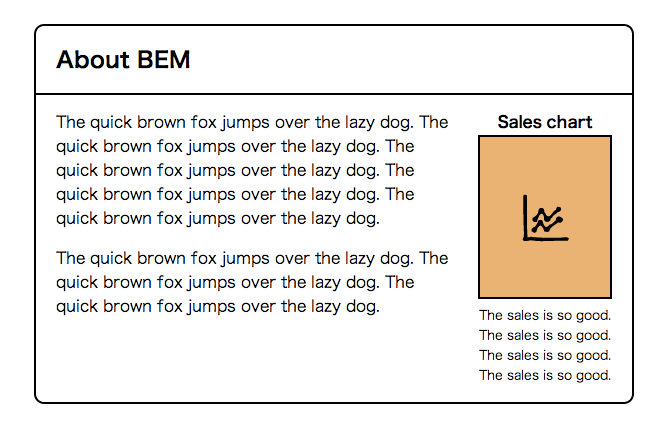 About BEM
The quick brown fox jumps over the lazy dog. The
quick brown fox jumps over the lazy dog. The
quick brown fox jumps over the lazy dog. The
quick brown fox jumps over the lazy dog. The
quick brown fox jumps over the lazy dog.
The quick brown fox jumps over the lazy dog. The
quick brown fox jumps over the lazy dog. The
quick brown fox jumps over the lazy dog.
Sales chart
The sales is so good.
The sales is so good.
The sales is so good.
The sales is so good.